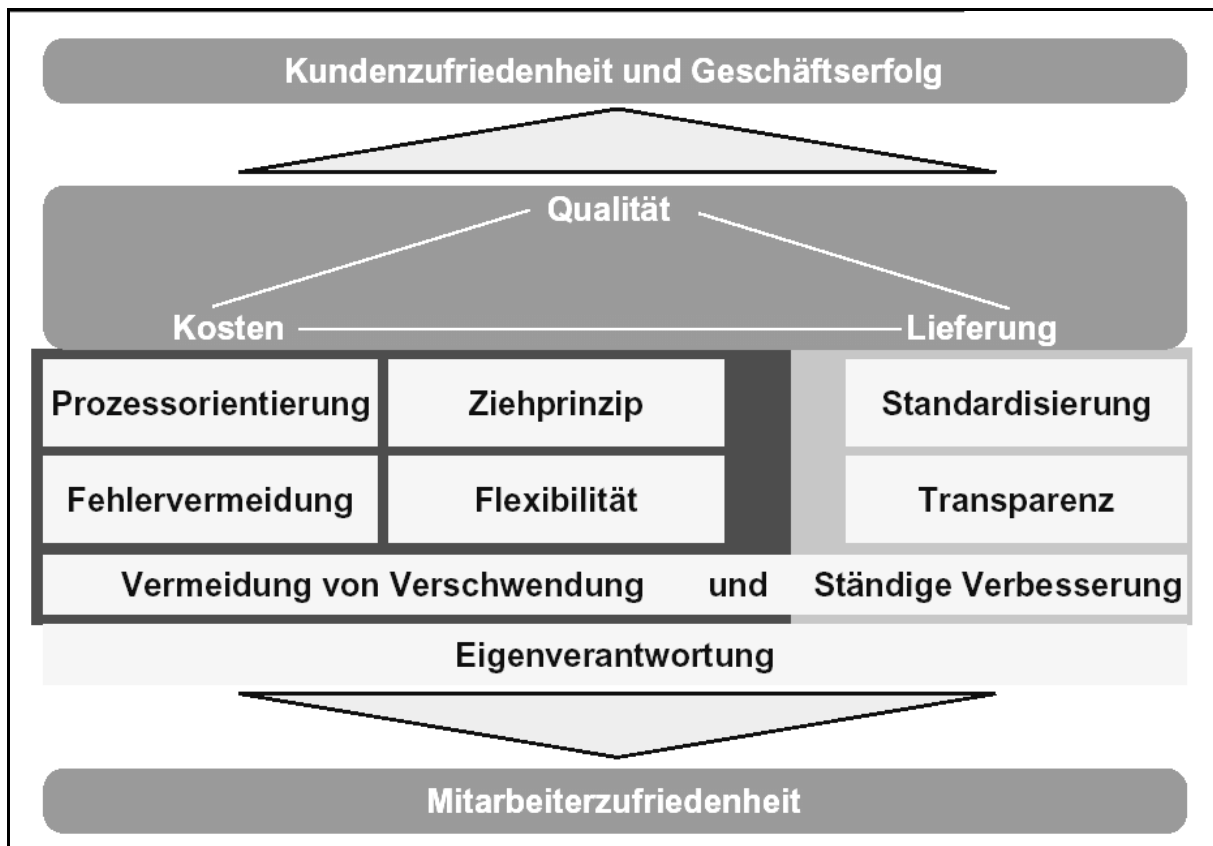 Kundenzufriedenheit und Geschäftserfolg
Qualität
Kosten Lieferung
Prozessorientierung Ziehprinzip Standardisierung
Fehlervermeidung Flexibilität Transparenz
Vermeidung von Verschwendung und Ständige Verbesserung
Eigenverantwortung
Mitarbeiterzufriedenheit